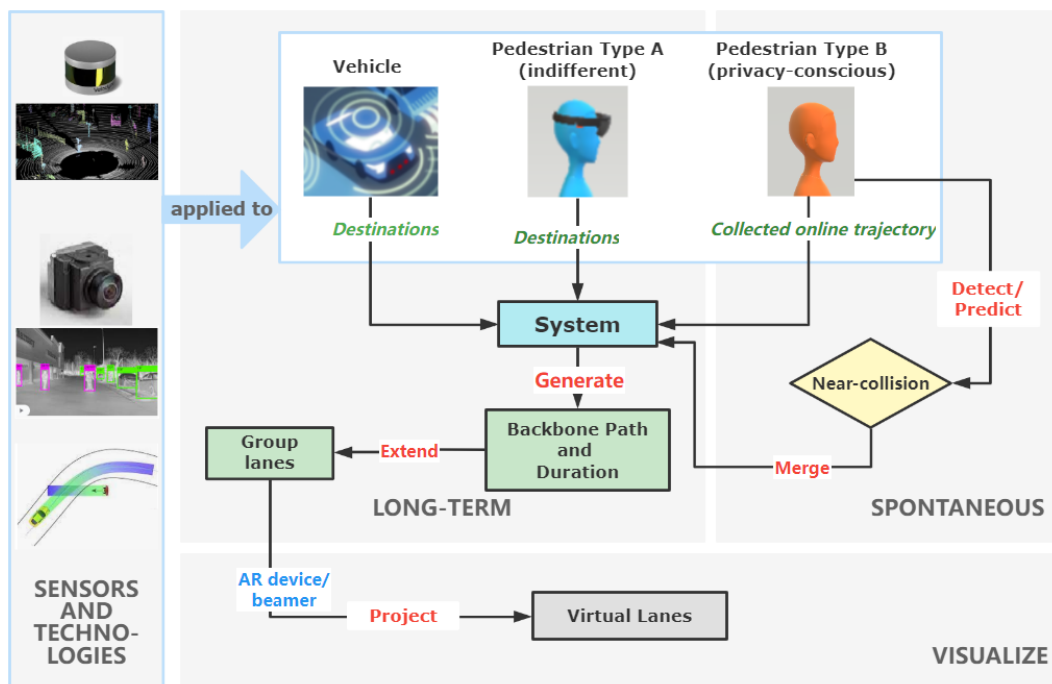 Vehicle
Pedestrian Type A
(indifferent)
Pedestrian Type B
(privacy-conscious)
applied to
Destinations
Destinations
Collected online trajectory
System
Detect/
Predict
Generate
Near-collision
Backbone Path
and
Duration
Group
lanes
Extend
Merge
LONG-TERM
SPONTANEOUS
SENSORS
AND
TECHNO-
LOGIES
AR device/
beamer
Project
Virtual Lanes
VISUALIZE